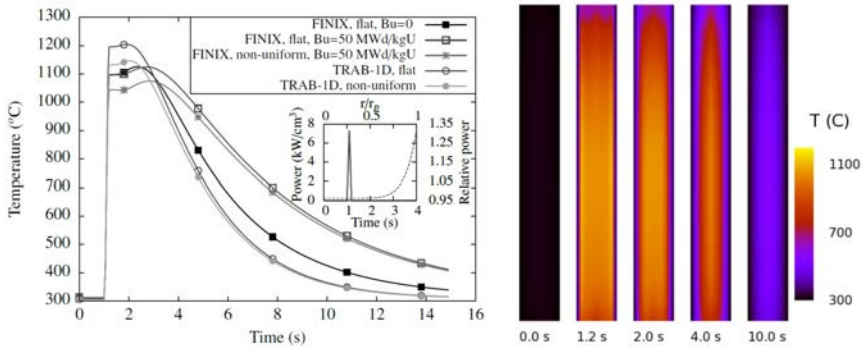 FINIX, flat, Bu=0
FINIX, flat, Bu=50 MWd/kgU
FINIX, non-uniform, Bu=50 MWd/kgU
TRAB-1D, flat
TRAB-1D, non-uniform
1300
1200
1100
1000
900
800
700
600
500
400
300
Temperature (°C)
0 2 4 6 8 10 12 14 16
Time (s)
r/rg
0 0.5 1
8
6
4
2
0
Power (kW/cm3)
1.35
1.25
1.15
1.05
0.95
Relative power
0 1 2 3 4
Time (s)
T (C)
1100
700
300
0.0 s 1.2 s 2.0 s 4.0 s 10.0 s